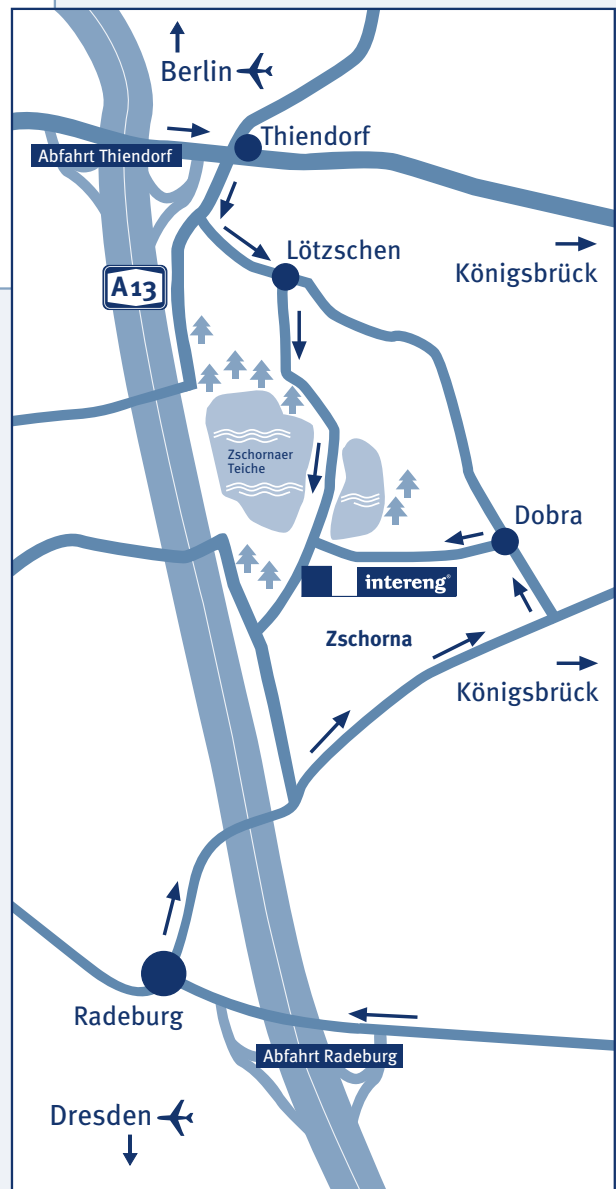 Berlin
Thiendorf
Abfahrt Thiendorf
Lötzschen
Königsbrück
A13
Zschornaer
Teiche
Dobra
intereng®
Zschorna
Königsbrück
Radeburg
Abfahrt Radeburg
Dresden